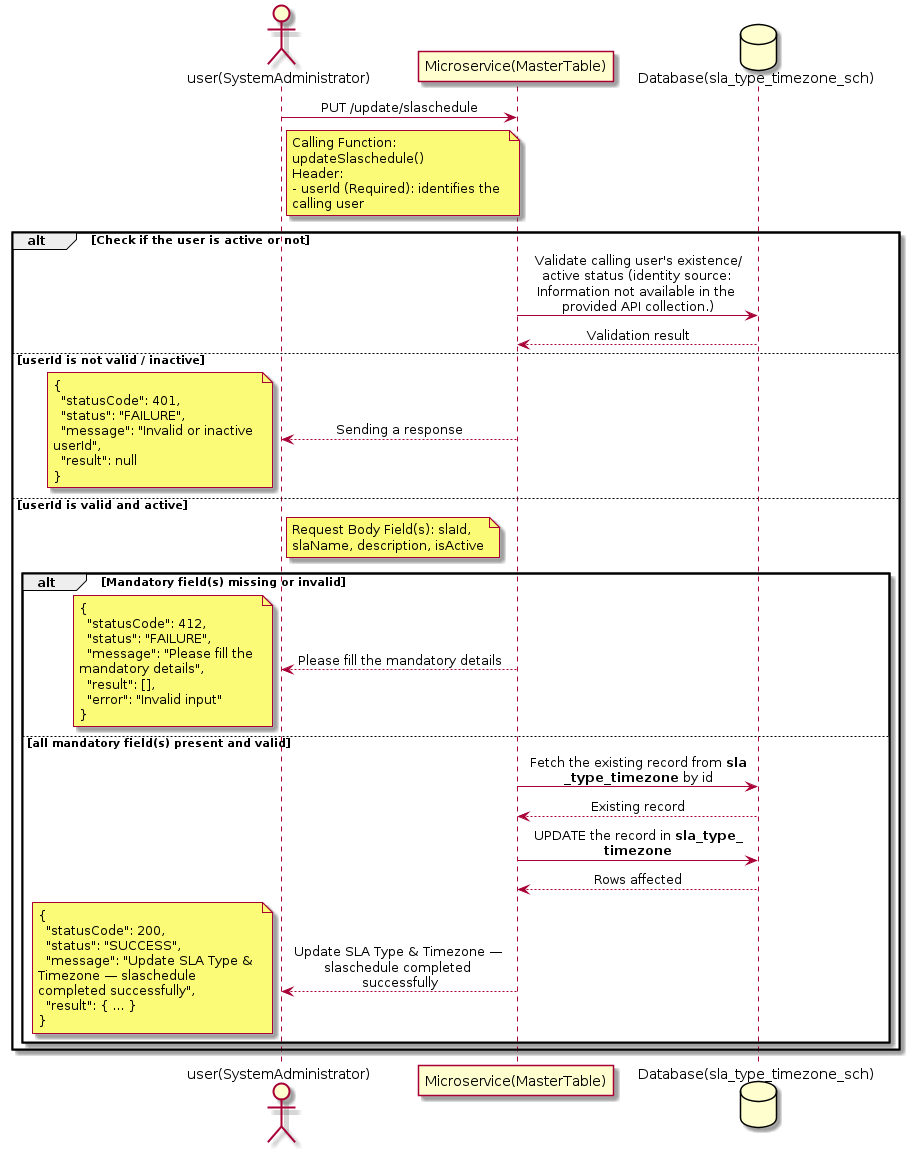 user(SystemAdministrator)
Microservice(MasterTable)
Database(sla_type_timezone_sch)
PUT /update/slaschedule
Calling Function:
updateSlaschedule()
Header:
- userId (Required): identifies the
calling user
alt
[Check if the user is active or not]
Validate calling user's existence/
active status (identity source:
Information not available in the
provided API collection.)
Validation result
[userId is not valid / inactive]
{
"statusCode": 401,
"status": "FAILURE",
"message": "Invalid or inactive
userId",
"result": null
}
Sending a response
[userId is valid and active]
Request Body Field(s): slaId,
slaName, description, isActive
alt
[Mandatory field(s) missing or invalid]
{
"statusCode": 412,
"status": "FAILURE",
"message": "Please fill the
mandatory details",
"result": [],
"error": "Invalid input"
}
Please fill the mandatory details
[all mandatory field(s) present and valid]
Fetch the existing record from sla
_type_timezone by id
Existing record
UPDATE the record in sla_type_
timezone
Rows affected
{
"statusCode": 200,
"status": "SUCCESS",
"message": "Update SLA Type &
Timezone — slaschedule
completed successfully",
"result": { ... }
}
Update SLA Type & Timezone —
slaschedule completed
successfully
user(SystemAdministrator)
Microservice(MasterTable)
Database(sla_type_timezone_sch)